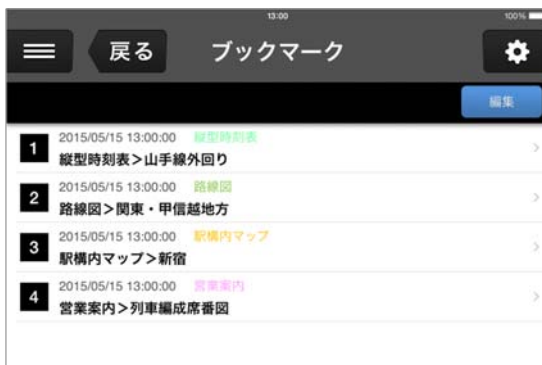 13:00 100%
戻る ブックマーク
編集
1 2015/05/15 13:00:00 縦型時刻表
縦型時刻表>山手線外回り
2 2015/05/15 13:00:00 路線図
路線図>関東・甲信越地方
3 2015/05/15 13:00:00 駅構内マップ
駅構内マップ>新宿
4 2015/05/15 13:00:00 営業案内
営業案内>列車編成席番図